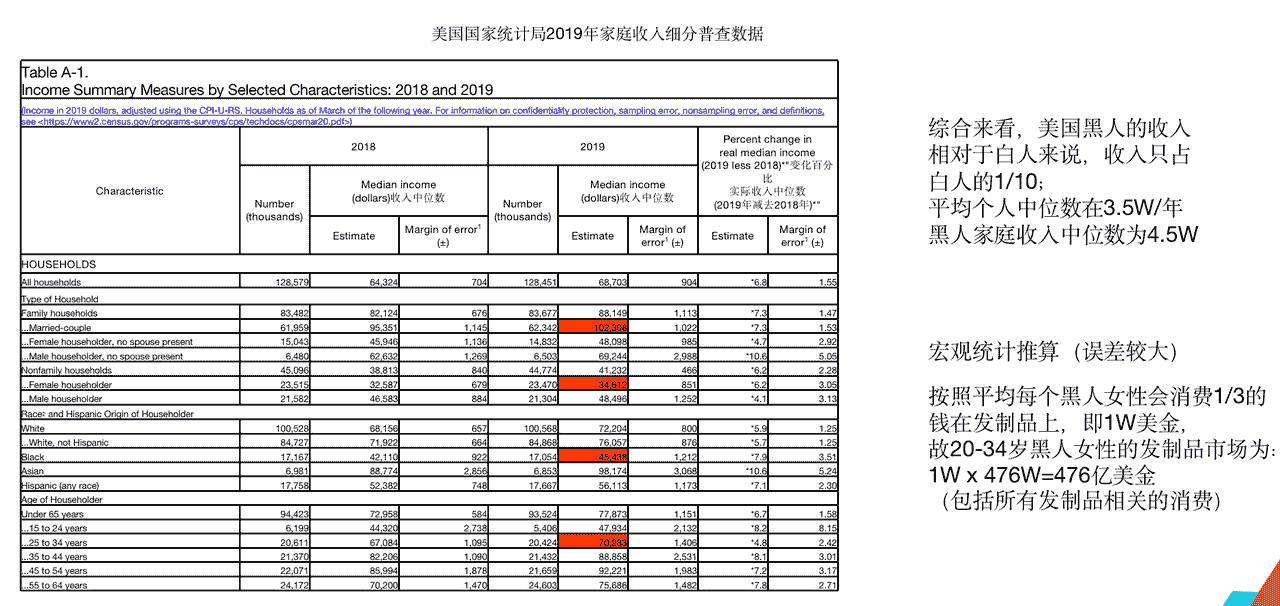 美国国家统计局2019年家庭收入细分普查数据
Table A-1.
Income Summary Measures by Selected Characteristics: 2018 and 2019
(Income in 2019 dollars, adjusted using the CPI-U-RS. Households as of March of the following year. For information on confidentiality protection, sampling error, nonsampling error, and definitions,
see <https://www2.census.gov/programs-surveys/cps/techdocs/cpsmar20.pdf>)
Characteristic
2018
2019
Percent change in
real median income
(2019 less 2018)*"变化百分
比
实际收入中位数
(2019年减去2018年)*"
Number
(thousands)
Median income
(dollars)收入中位数
Number
(thousands)
Median income
(dollars)收入中位数
Estimate
Margin of error1
(±)
Estimate
Margin of
error1 (±)
Estimate
Margin of
error1 (±)
HOUSEHOLDS
All households 128,579 64,324 704 128,451 68,703 904 *6.8 1.55
Type of Household
Family households 83,482 82,124 676 83,677 88,149 1,113 *7.3 1.47
...Married-couple 61,959 95,351 1,145 62,342 102,308 1,022 *7.3 1.53
...Female householder, no spouse present 15,043 45,946 1,136 14,832 48,098 985 *4.7 2.92
...Male householder, no spouse present 6,480 62,632 1,269 6,503 69,244 2,988 *10.6 5.05
Nonfamily households 45,096 38,813 840 44,774 41,232 466 *6.2 2.28
...Female householder 23,515 32,587 679 23,470 34,612 851 *6.2 3.05
...Male householder 21,582 46,583 884 21,304 48,496 1,252 *4.1 3.13
Race2 and Hispanic Origin of Householder
White 100,528 68,156 657 100,568 72,204 800 *5.9 1.25
...White, not Hispanic 84,727 71,922 664 84,868 76,057 876 *5.7 1.25
Black 17,167 42,110 922 17,054 45,438 1,212 *7.9 3.51
Asian 6,981 88,774 2,856 6,853 98,174 3,068 *10.6 5.24
Hispanic (any race) 17,758 52,382 748 17,667 56,113 1,173 *7.1 2.30
Age of Householder
Under 65 years 94,423 72,958 584 93,524 77,873 1,151 *6.7 1.58
...15 to 24 years 6,199 44,320 2,738 5,406 47,934 2,132 *8.2 8.15
...25 to 34 years 20,611 67,084 1,095 20,424 70,283 1,406 *4.8 2.42
...35 to 44 years 21,370 82,206 1,090 21,432 88,858 2,531 *8.1 3.01
...45 to 54 years 22,071 85,994 1,878 21,659 92,221 1,983 *7.2 3.17
...55 to 64 years 24,172 70,200 1,470 24,603 75,686 1,482 *7.8 2.71
综合来看，美国黑人的收入
相对于白人来说，收入只占
白人的1/10；
平均个人中位数在3.5W/年
黑人家庭收入中位数为4.5W
宏观统计推算（误差较大）
按照平均每个黑人女性会消费1/3的
钱在发制品上，即1W美金，
故20-34岁黑人女性的发制品市场为：
1W x 476W=476亿美金
（包括所有发制品相关的消费）